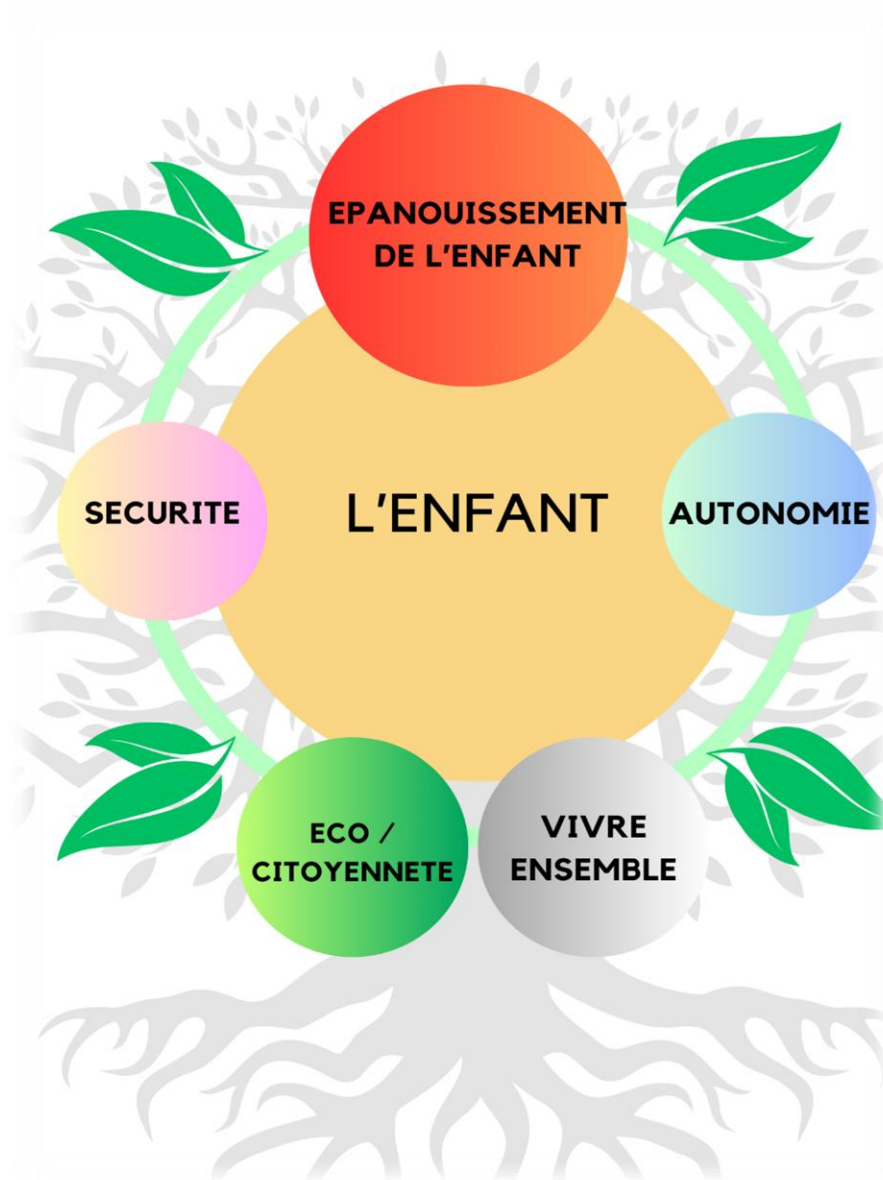 EPANOUISSEMENT
DE L'ENFANT
SECURITE
L'ENFANT
AUTONOMIE
ECO /
CITOYENNETE
VIVRE
ENSEMBLE